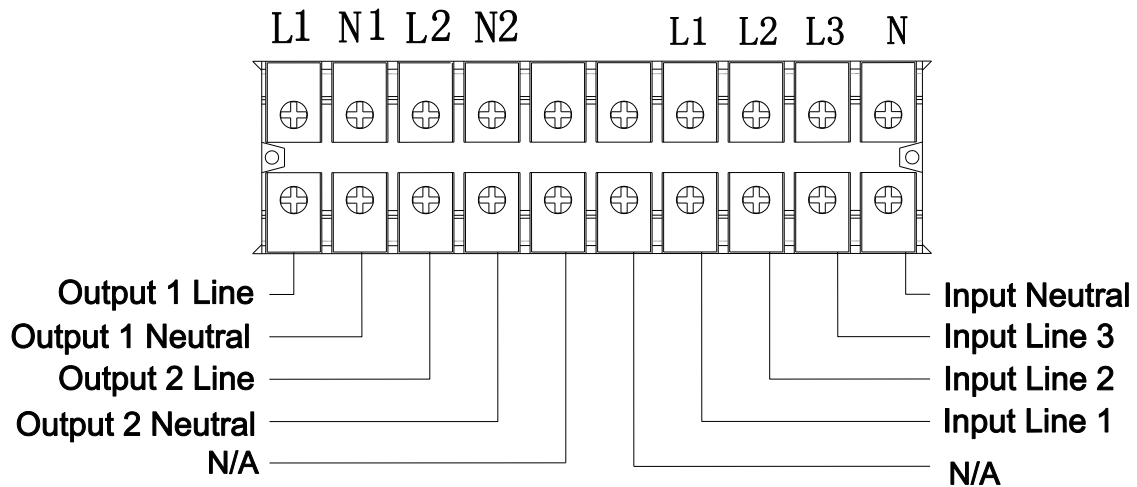 L1 N1 L2 N2 L1 L2 L3 N
Output 1 Line
Output 1 Neutral
Output 2 Line
Output 2 Neutral
N/A
Input Neutral
Input Line 3
Input Line 2
Input Line 1
N/A